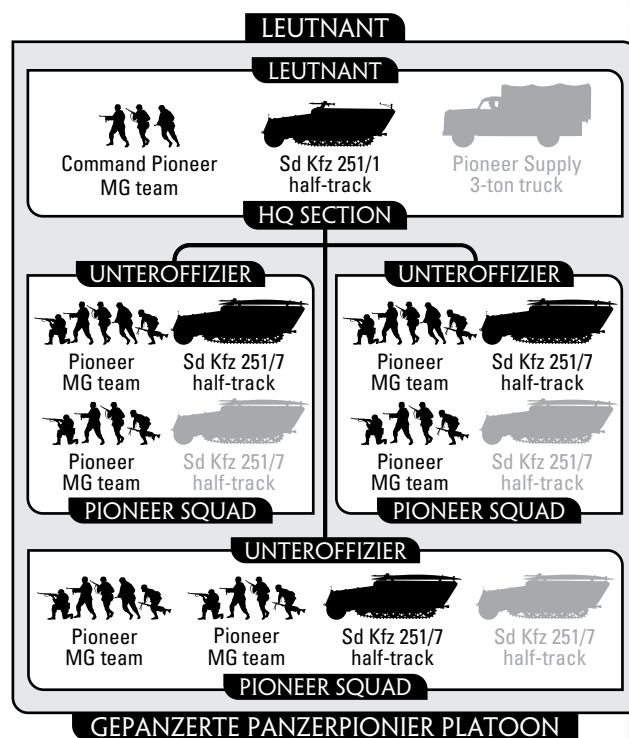 LEUTNANT
LEUTNANT
Command Pioneer
MG team
Sd Kfz 251/1
half-track
Pioneer Supply
3-ton truck
HQ SECTION
UNTEROFFIZIER
Pioneer
MG team
Sd Kfz 251/7
half-track
Pioneer
MG team
Sd Kfz 251/7
half-track
PIONEER SQUAD
UNTEROFFIZIER
Pioneer
MG team
Sd Kfz 251/7
half-track
Pioneer
MG team
Sd Kfz 251/7
half-track
PIONEER SQUAD
UNTEROFFIZIER
Pioneer
MG team
Pioneer
MG team
Sd Kfz 251/7
half-track
Sd Kfz 251/7
half-track
PIONEER SQUAD
GEPANZERTE PANZERPIONIER PLATOON